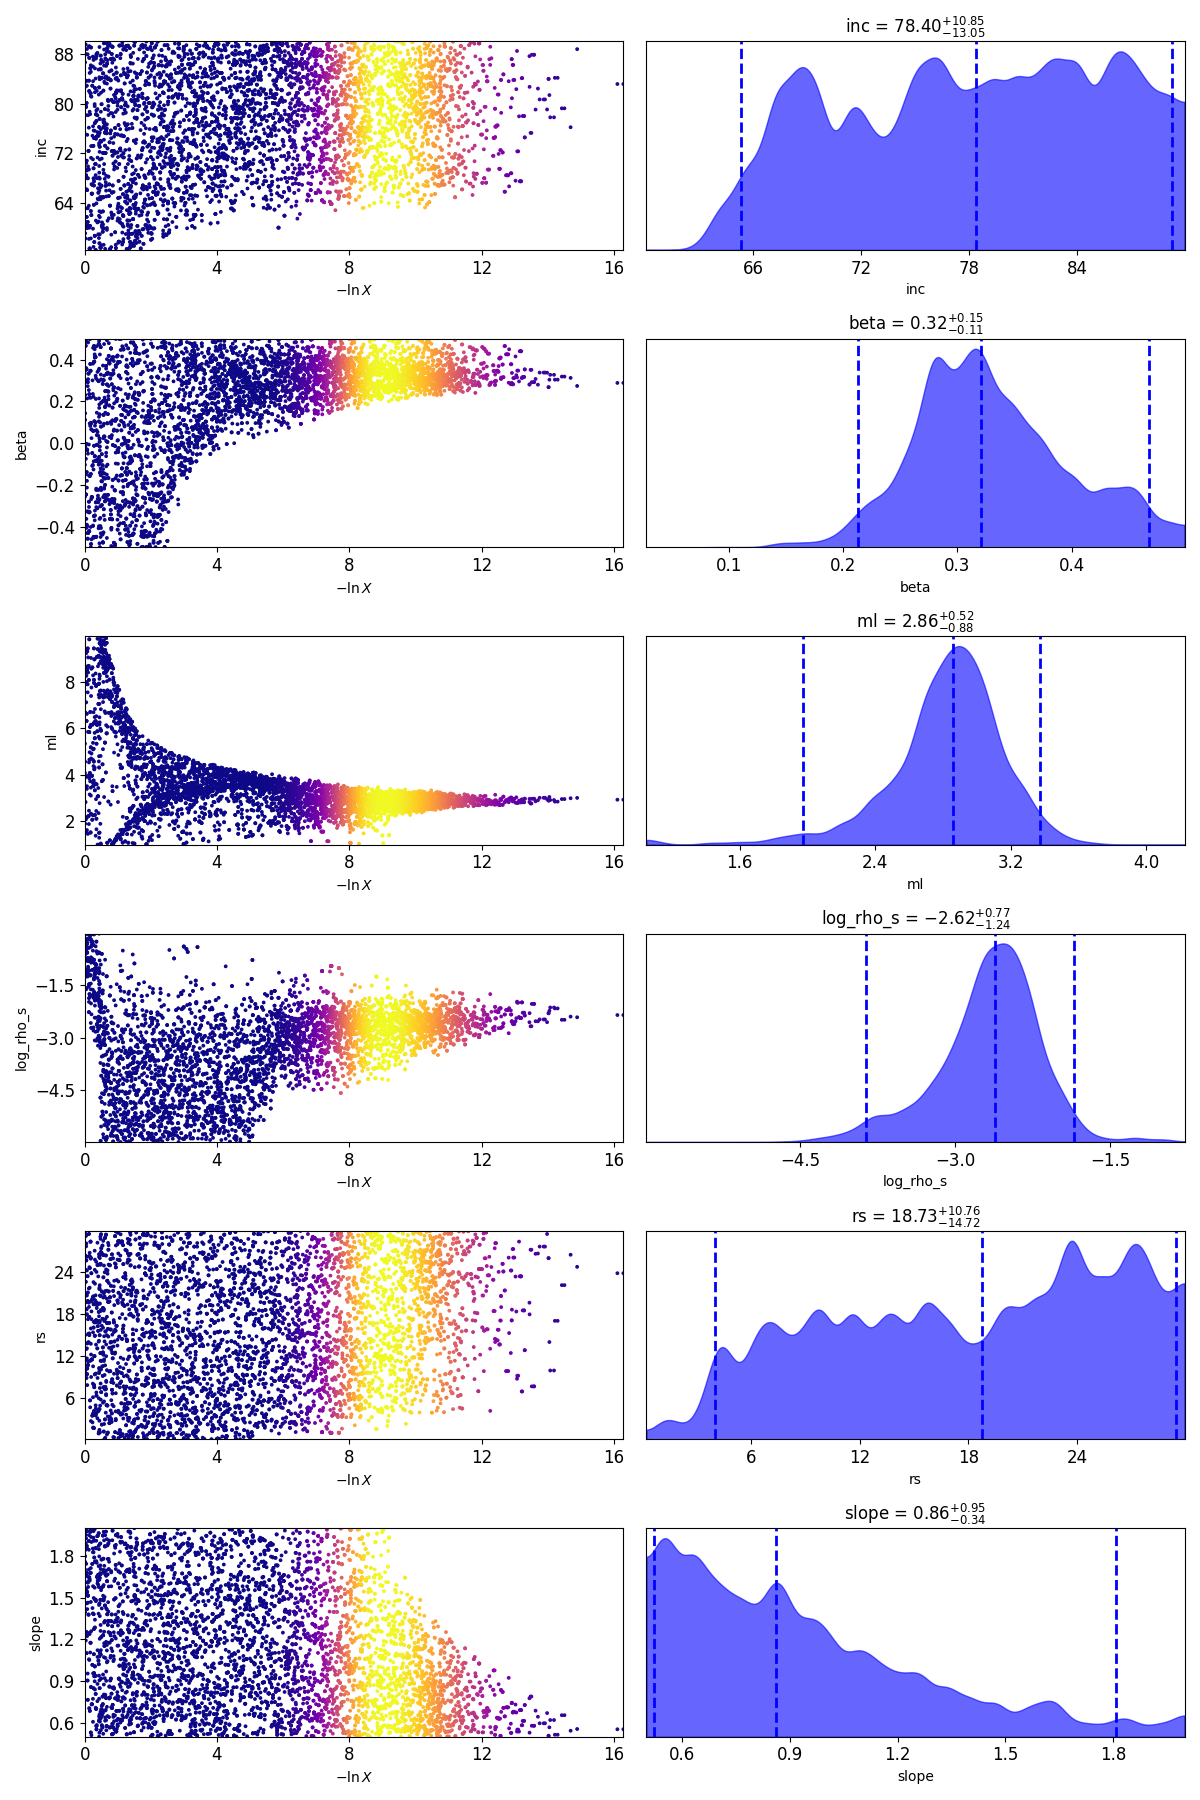 inc = 78.40+10.85−13.05
88
80
72
64
inc
0 4 8 12 16
−ln X
66 72 78 84
inc
beta = 0.32+0.15−0.11
0.4
0.2
0.0
−0.2
−0.4
beta
0 4 8 12 16
−ln X
0.1 0.2 0.3 0.4
beta
ml = 2.86+0.52−0.88
8
6
4
2
ml
0 4 8 12 16
−ln X
1.6 2.4 3.2 4.0
ml
log_rho_s = −2.62+0.77−1.24
−1.5
−3.0
−4.5
log_rho_s
0 4 8 12 16
−ln X
−4.5 −3.0 −1.5
log_rho_s
rs = 18.73+10.76−14.72
24
18
12
6
rs
0 4 8 12 16
−ln X
6 12 18 24
rs
slope = 0.86+0.95−0.34
1.8
1.5
1.2
0.9
0.6
slope
0 4 8 12 16
−ln X
0.6 0.9 1.2 1.5 1.8
slope